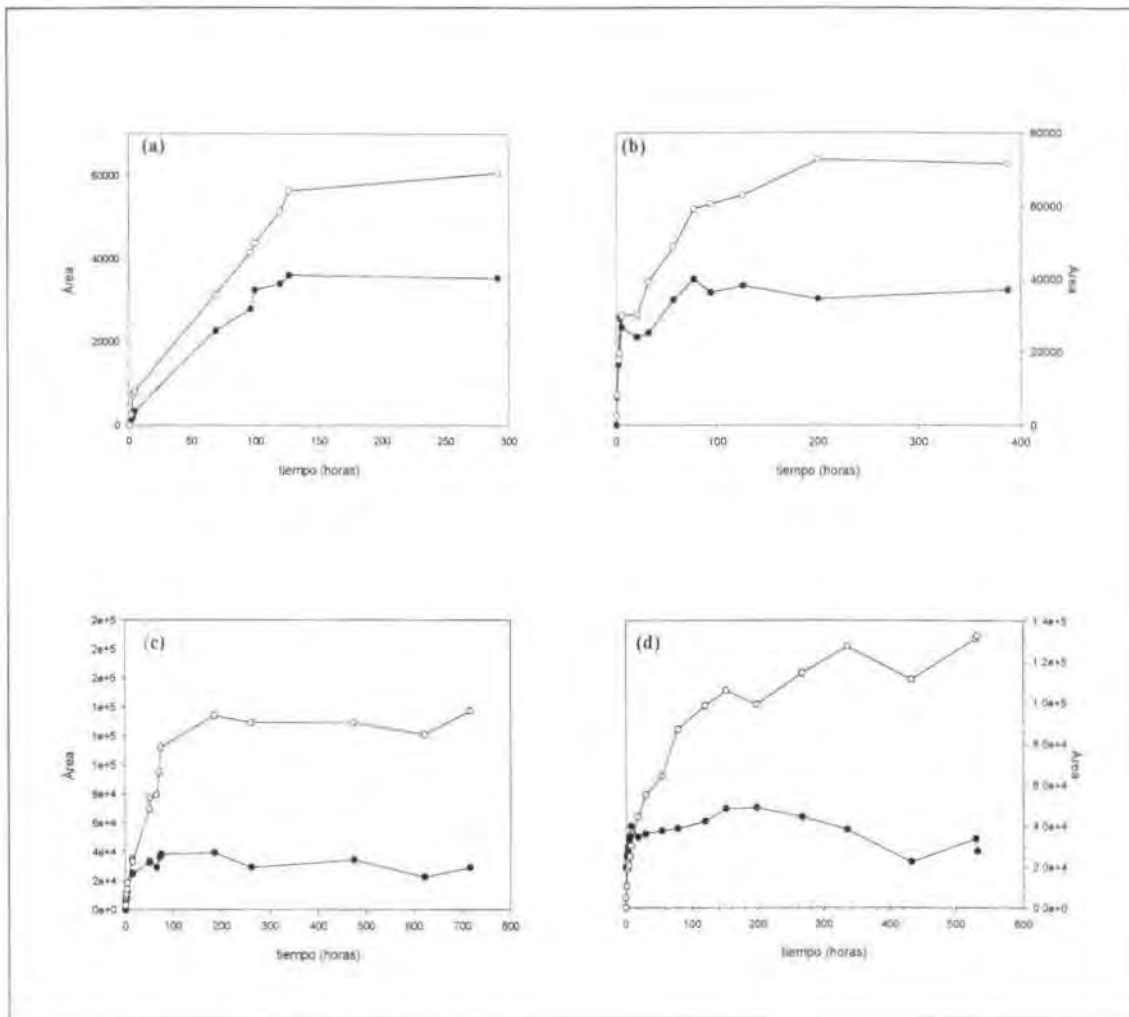 (a)
60000
40000
20000
0
Área
0 50 100 150 200 250 300
tiempo (horas)
(b)
80000
60000
40000
20000
0
Área
0 100 200 300 400
tiempo (horas)
(c)
2e+5
2e+5
2e+5
1e+5
1e+5
1e+5
8e+4
6e+4
4e+4
2e+4
0e+0
Área
0 100 200 300 400 500 600 700 800
tiempo (horas)
(d)
1.4e+5
1.2e+5
1.0e+5
8.0e+4
6.0e+4
4.0e+4
2.0e+4
0.0e+0
Área
0 100 200 300 400 500 600
tiempo (horas)